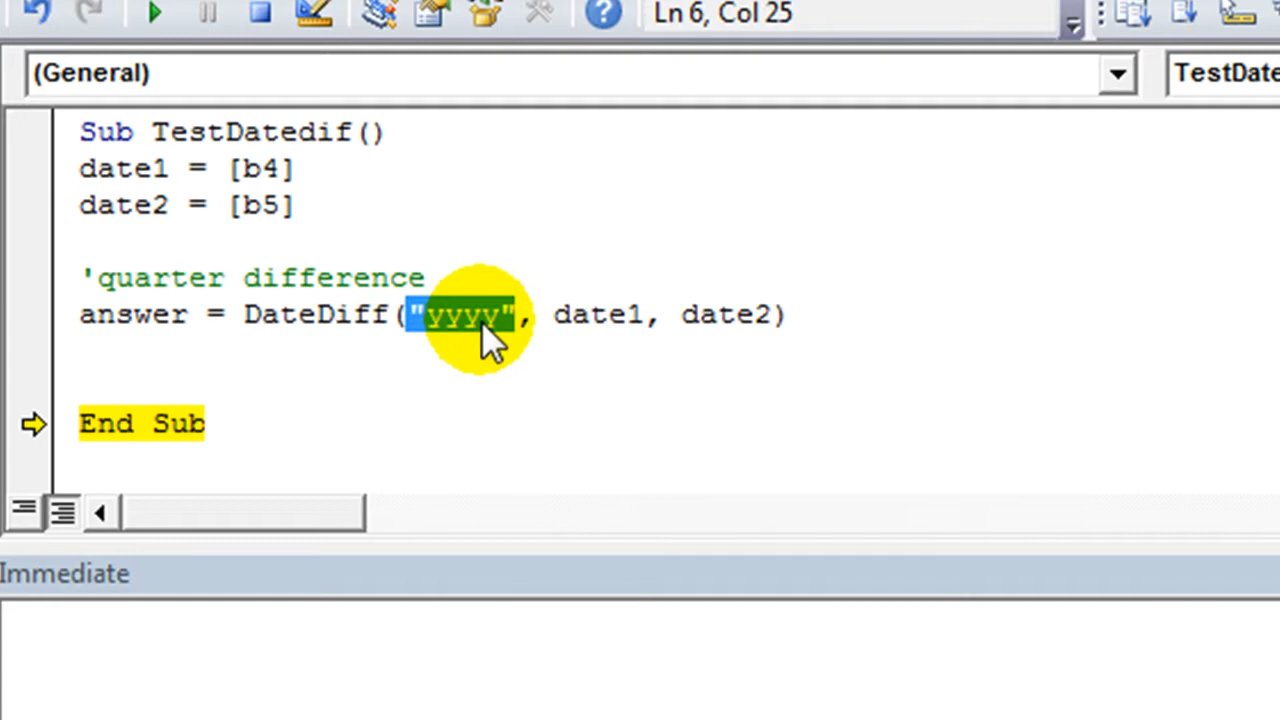 Ln 6, Col 25
(General)
TestDate
Sub TestDatedif()
date1 = [b4]
date2 = [b5]
'quarter difference
answer = DateDiff("yyyy", date1, date2)
End Sub
Immediate